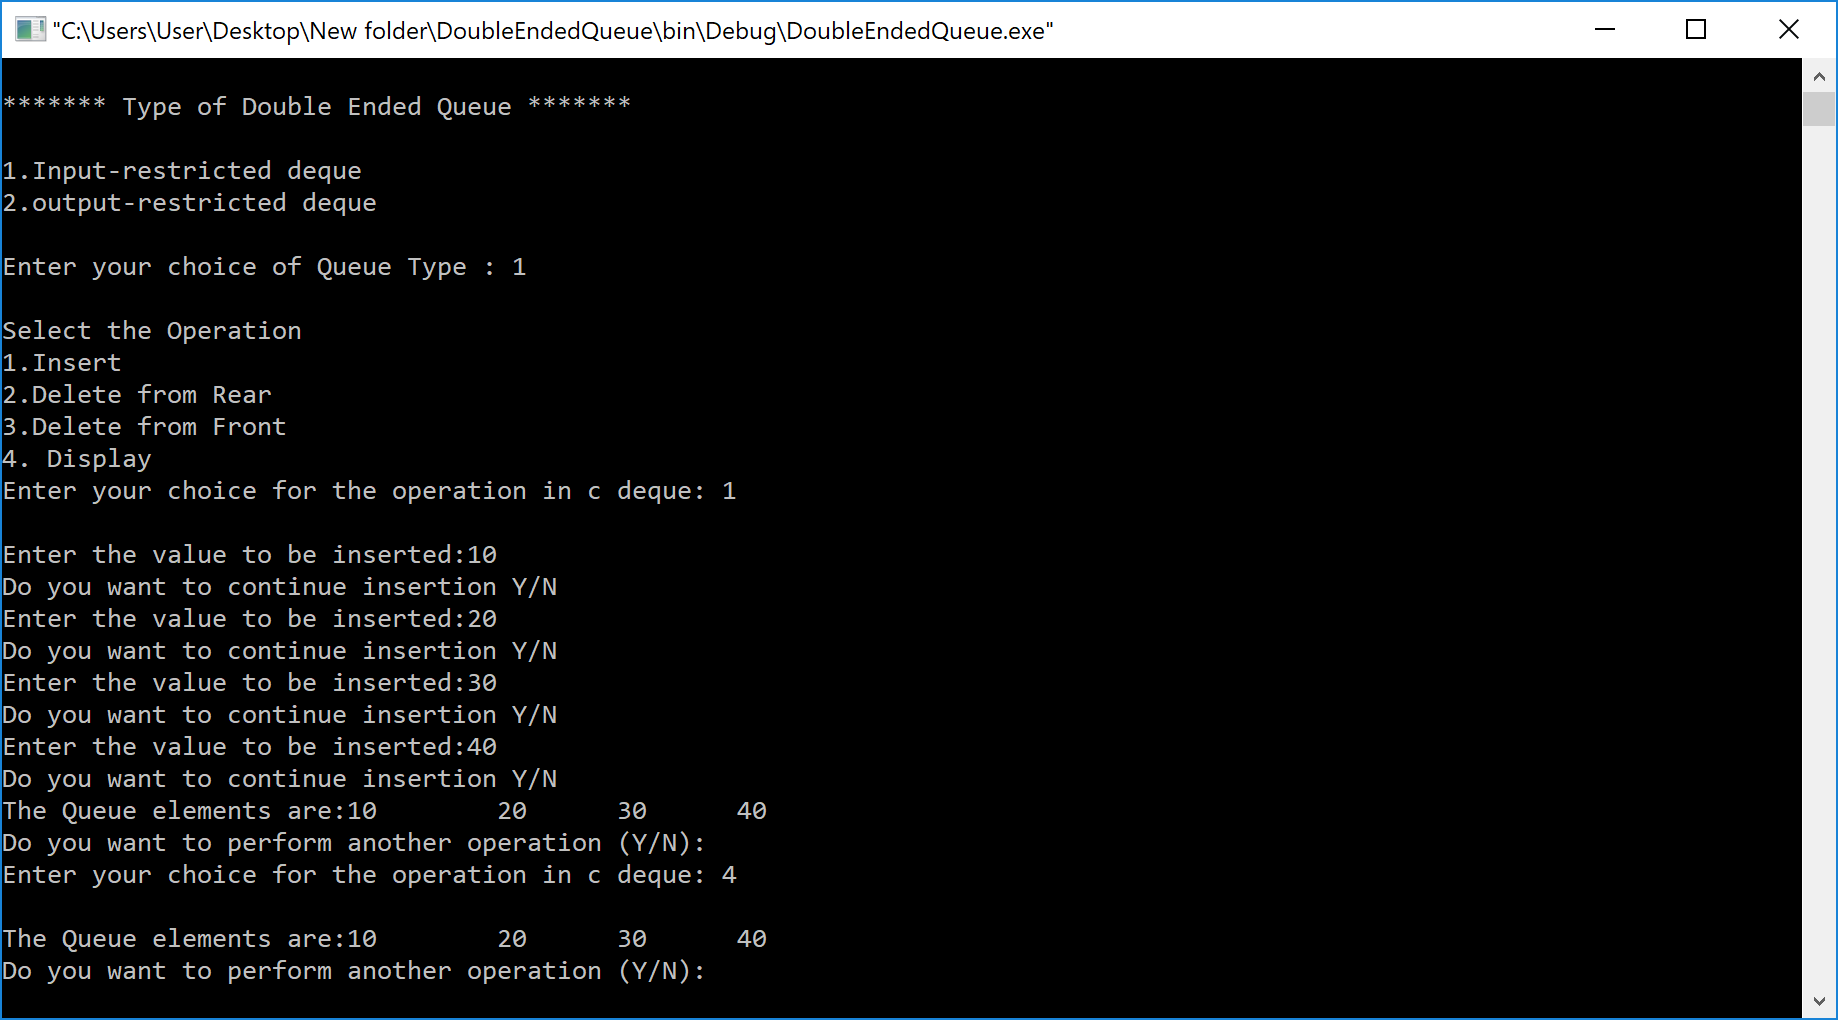 "C:\Users\User\Desktop\New folder\DoubleEndedQueue\bin\Debug\DoubleEndedQueue.exe"
******* Type of Double Ended Queue *******
1.Input-restricted deque
2.output-restricted deque
Enter your choice of Queue Type : 1
Select the Operation
1.Insert
2.Delete from Rear
3.Delete from Front
4. Display
Enter your choice for the operation in c deque: 1
Enter the value to be inserted:10
Do you want to continue insertion Y/N
Enter the value to be inserted:20
Do you want to continue insertion Y/N
Enter the value to be inserted:30
Do you want to continue insertion Y/N
Enter the value to be inserted:40
Do you want to continue insertion Y/N
The Queue elements are:10        20      30      40
Do you want to perform another operation (Y/N):
Enter your choice for the operation in c deque: 4
The Queue elements are:10        20      30      40
Do you want to perform another operation (Y/N):